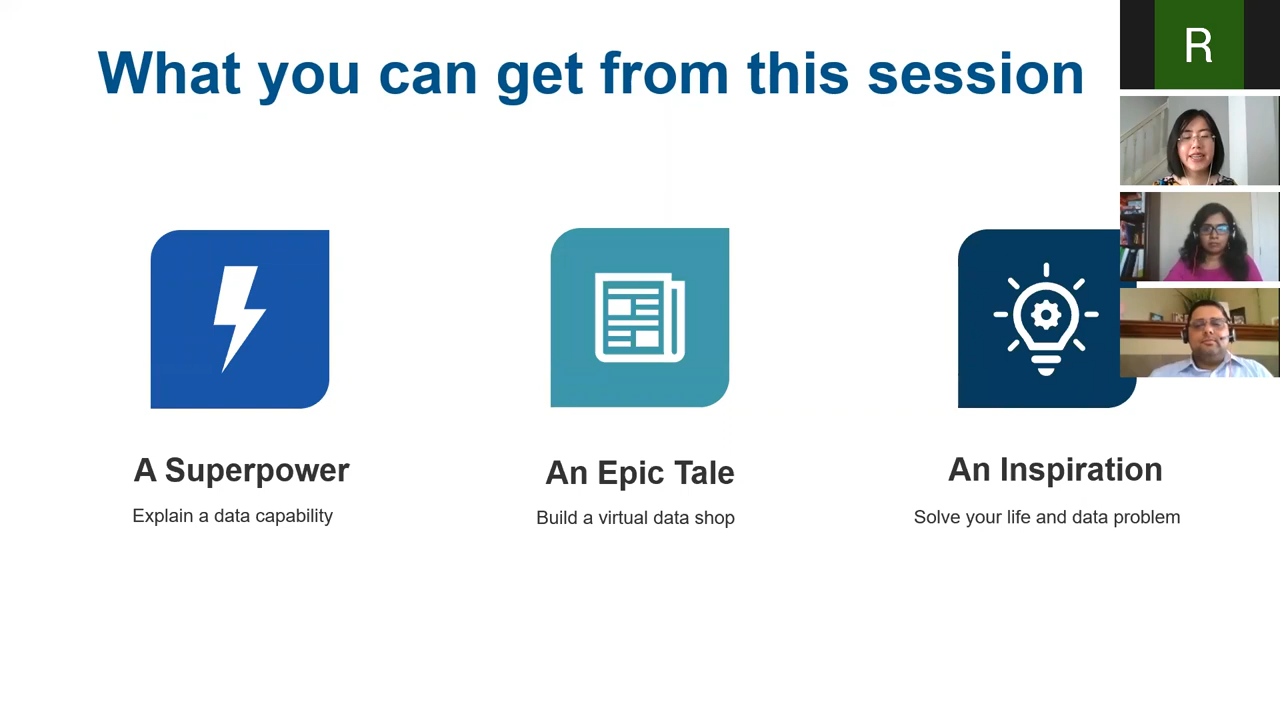 What you can get from this session
R
A Superpower
Explain a data capability
An Epic Tale
Build a virtual data shop
An Inspiration
Solve your life and data problem